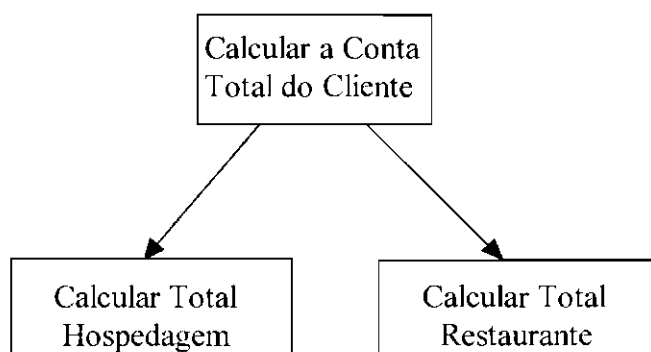 Calcular a Conta
Total do Cliente
Calcular Total
Hospedagem
Calcular Total
Restaurante